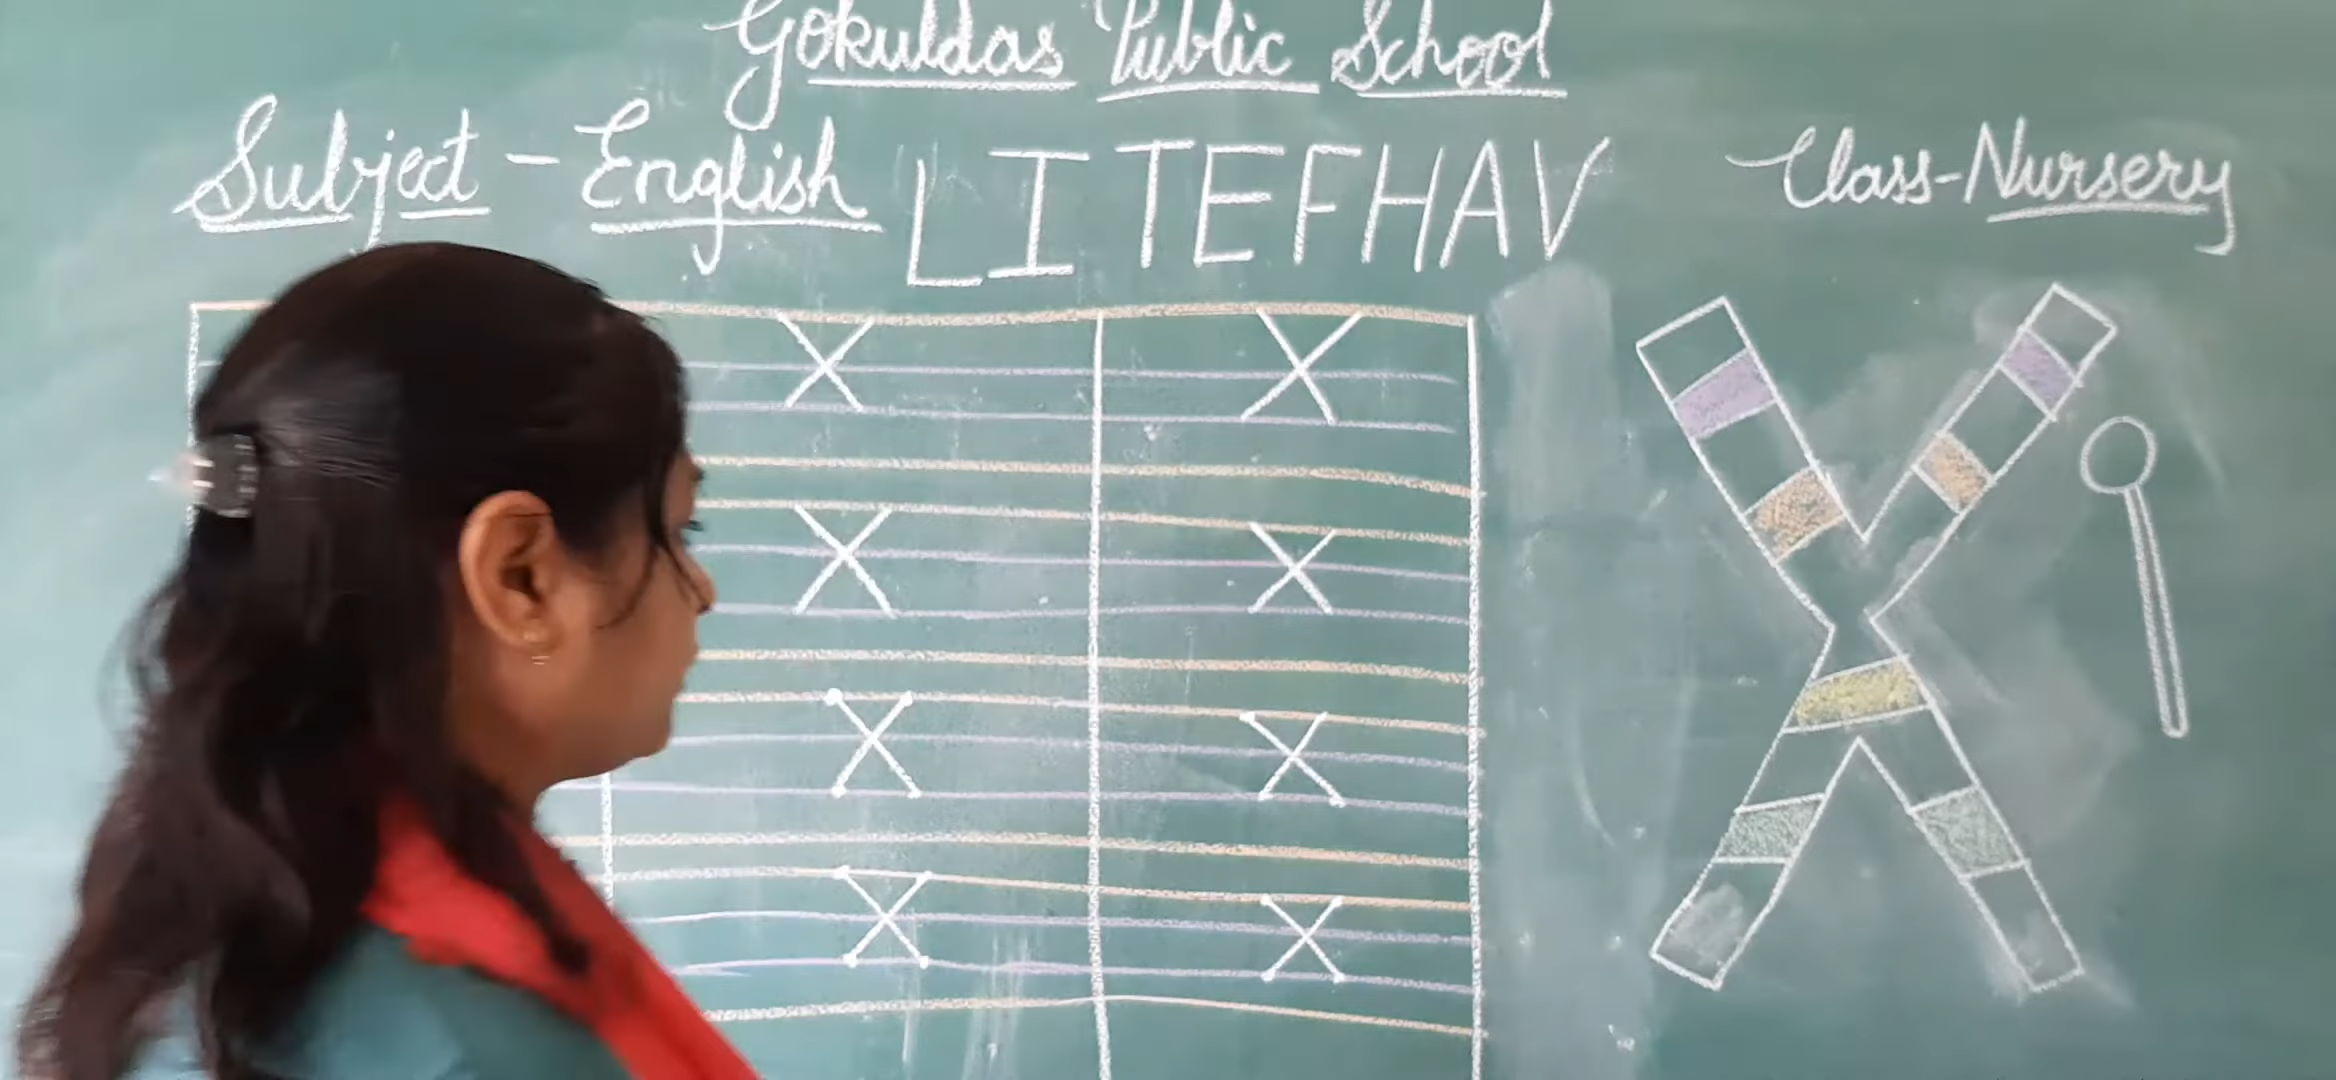 Gokuldas Public School
Subject - English LITEFHAV Class-Nursery
X X
X X
X X
X X
X